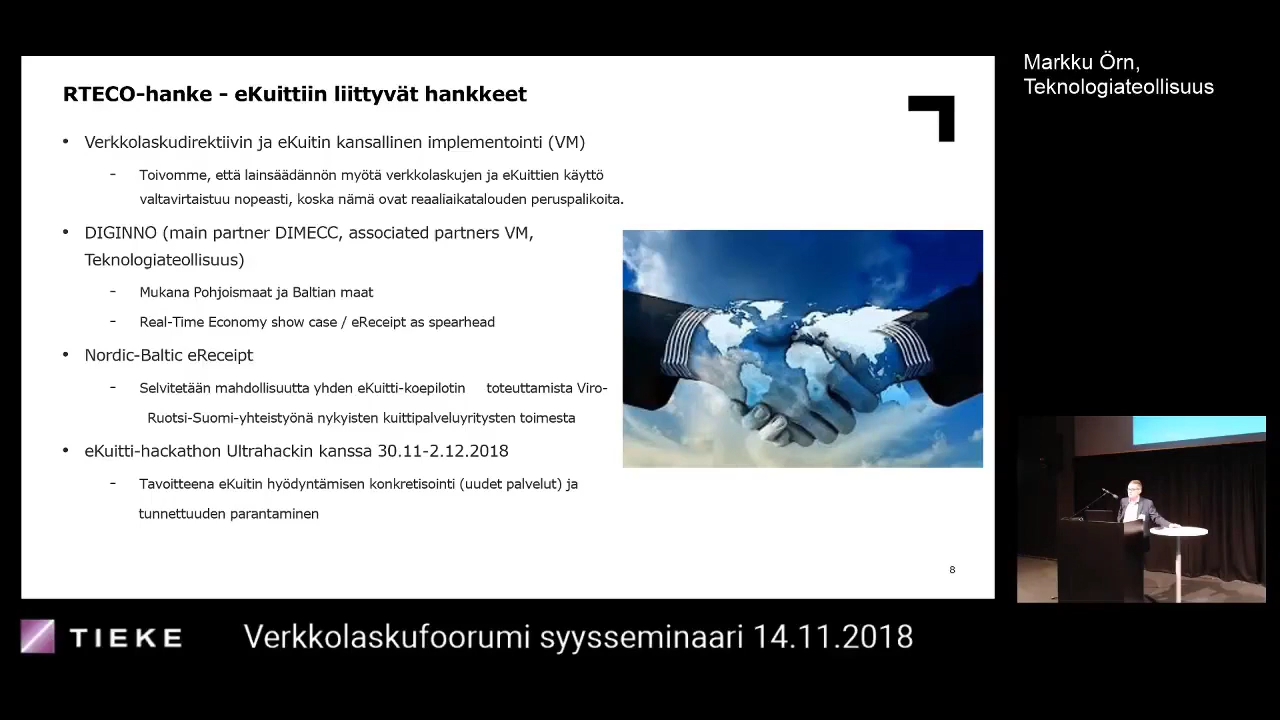 RTECO-hanke - eKuittiin liittyvät hankkeet
• Verkkolaskudirektiivin ja eKuitin kansallinen implementointi (VM)
- Toivomme, että lainsäädännön myötä verkkolaskujen ja eKuittien käyttö
valtavirtaistuu nopeasti, koska nämä ovat reaaliaikatalouden peruspalikoita.
• DIGINNO (main partner DIMECC, associated partners VM,
Teknologiateollisuus)
- Mukana Pohjoismaat ja Baltian maat
- Real-Time Economy show case / eReceipt as spearhead
• Nordic-Baltic eReceipt
- Selvitetään mahdollisuutta yhden eKuitti-koepilotin toteuttamista Viro-
Ruotsi-Suomi-yhteistyönä nykyisten kuittipalveluyritysten toimesta
• eKuitti-hackathon Ultrahackin kanssa 30.11-2.12.2018
- Tavoitteena eKuitin hyödyntämisen konkretisointi (uudet palvelut) ja
tunnettuuden parantaminen
8
Markku Örn,
Teknologiateollisuus
TIEKE
Verkkolaskufoorumi syysseminaari 14.11.2018